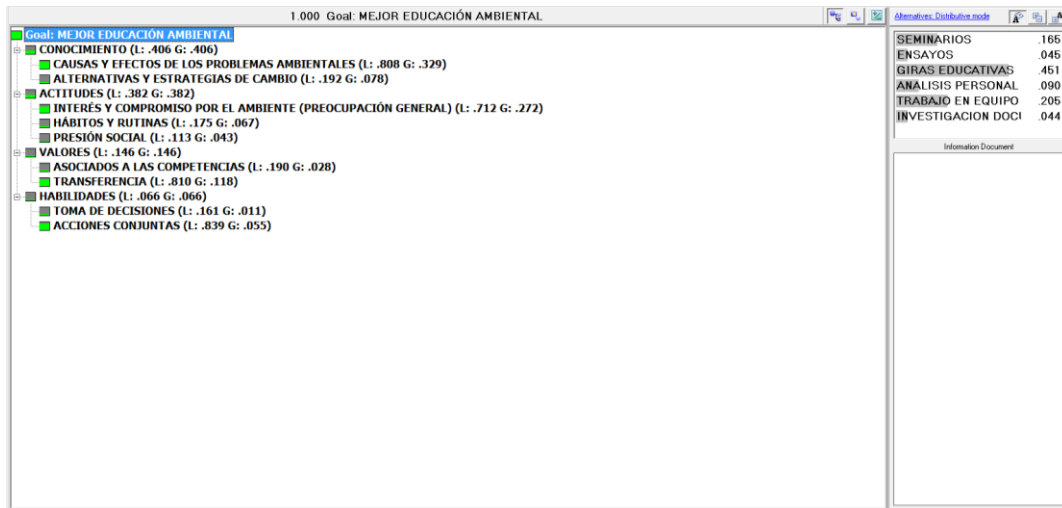 1.000 Goal: MEJOR EDUCACIÓN AMBIENTAL
Goal: MEJOR EDUCACIÓN AMBIENTAL
CONOCIMIENTO (L: .406 G: .406)
CAUSAS Y EFECTOS DE LOS PROBLEMAS AMBIENTALES (L: .808 G: .329)
ALTERNATIVAS Y ESTRATEGIAS DE CAMBIO (L: .192 G: .078)
ACTITUDES (L: .382 G: .382)
INTERÉS Y COMPROMISO POR EL AMBIENTE (PREOCUPACIÓN GENERAL) (L: .712 G: .272)
HÁBITOS Y RUTINAS (L: .175 G: .067)
PRESIÓN SOCIAL (L: .113 G: .043)
VALORES (L: .146 G: .146)
ASOCIADOS A LAS COMPETENCIAS (L: .190 G: .028)
TRANSFERENCIA (L: .810 G: .118)
HABILIDADES (L: .066 G: .066)
TOMA DE DECISIONES (L: .161 G: .011)
ACCIONES CONJUNTAS (L: .839 G: .055)
Alternatives: Distributive mode
SEMINARIOS .165
ENSAYOS .045
GIRAS EDUCATIVAS .451
ANÁLISIS PERSONAL .090
TRABAJO EN EQUIPO .205
INVESTIGACION DOCI .044
Information Document